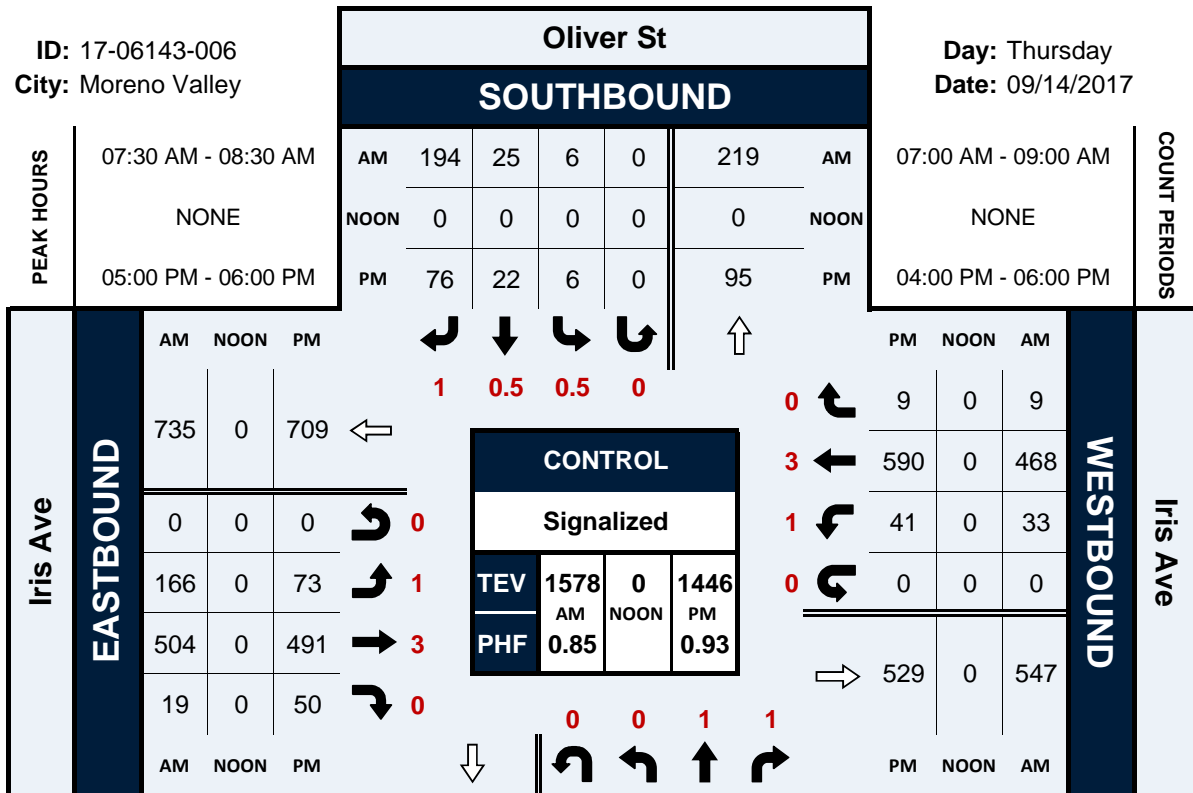 Oliver St
ID: 17-06143-006
City: Moreno Valley
Day: Thursday
Date: 09/14/2017
SOUTHBOUND
PEAK HOURS
07:30 AM - 08:30 AM
NONE
05:00 PM - 06:00 PM
AM 194 25 6 0 219 AM
NOON 0 0 0 0 0 NOON
PM 76 22 6 0 95 PM
07:00 AM - 09:00 AM
NONE
04:00 PM - 06:00 PM
COUNT PERIODS
1 0.5 0.5 0
Iris Ave
EASTBOUND
AM NOON PM
735 0 709
0 0 0 0
166 0 73 1
504 0 491 3
19 0 50 0
AM NOON PM
CONTROL
Signalized
TEV 1578 0 1446
AM NOON PM
PHF 0.85 0.93
PM NOON AM
0 9 0 9
3 590 0 468
1 41 0 33
0 0 0 0
529 0 547
PM NOON AM
WESTBOUND
Iris Ave
0 0 1 1